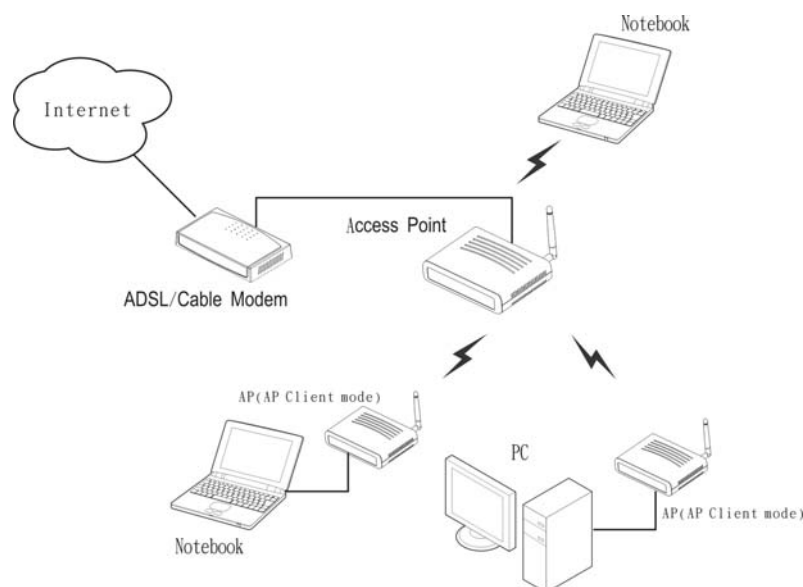 Notebook
Internet
Access Point
ADSL/Cable Modem
AP(AP Client mode)
PC
AP(AP Client mode)
Notebook